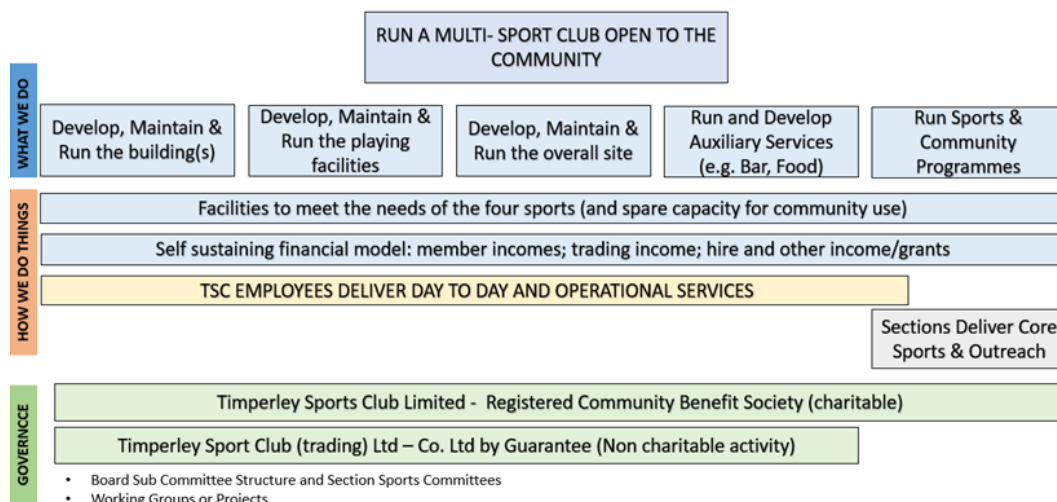 RUN A MULTI- SPORT CLUB OPEN TO THE
COMMUNITY
WHAT WE DO
Develop, Maintain &
Run the building(s)
Develop, Maintain &
Run the playing
facilities
Develop, Maintain &
Run the overall site
Run and Develop
Auxiliary Services
(e.g. Bar, Food)
Run Sports &
Community
Programmes
HOW WE DO THINGS
Facilities to meet the needs of the four sports (and spare capacity for community use)
Self sustaining financial model: member incomes; trading income; hire and other income/grants
TSC EMPLOYEES DELIVER DAY TO DAY AND OPERATIONAL SERVICES
Sections Deliver Core
Sports & Outreach
GOVERNCCE
Timperley Sports Club Limited - Registered Community Benefit Society (charitable)
Timperley Sport Club (trading) Ltd – Co. Ltd by Guarantee (Non charitable activity)
• Board Sub Committee Structure and Section Sports Committees
• Working Groups or Projects